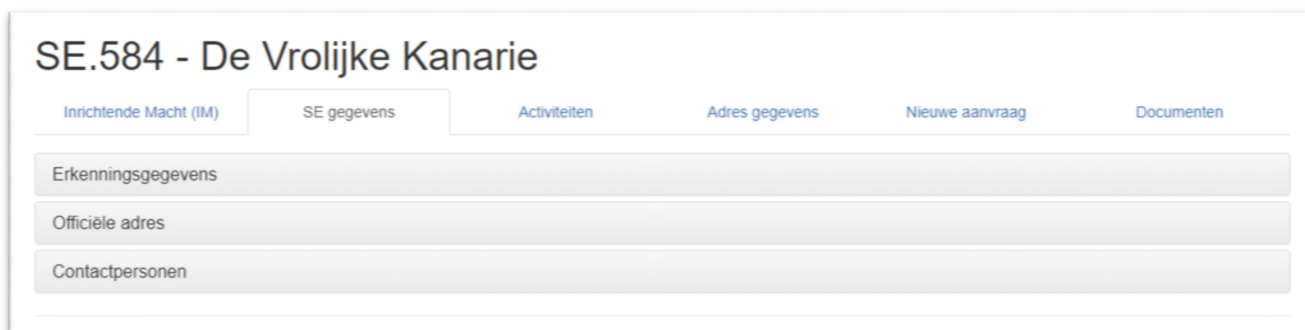 SE.584 - De Vrolijke Kanarie
Inrichtende Macht (IM) SE gegevens Activiteiten Adres gegevens Nieuwe aanvraag Documenten
Erkenningsgegevens
Officiële adres
Contactpersonen